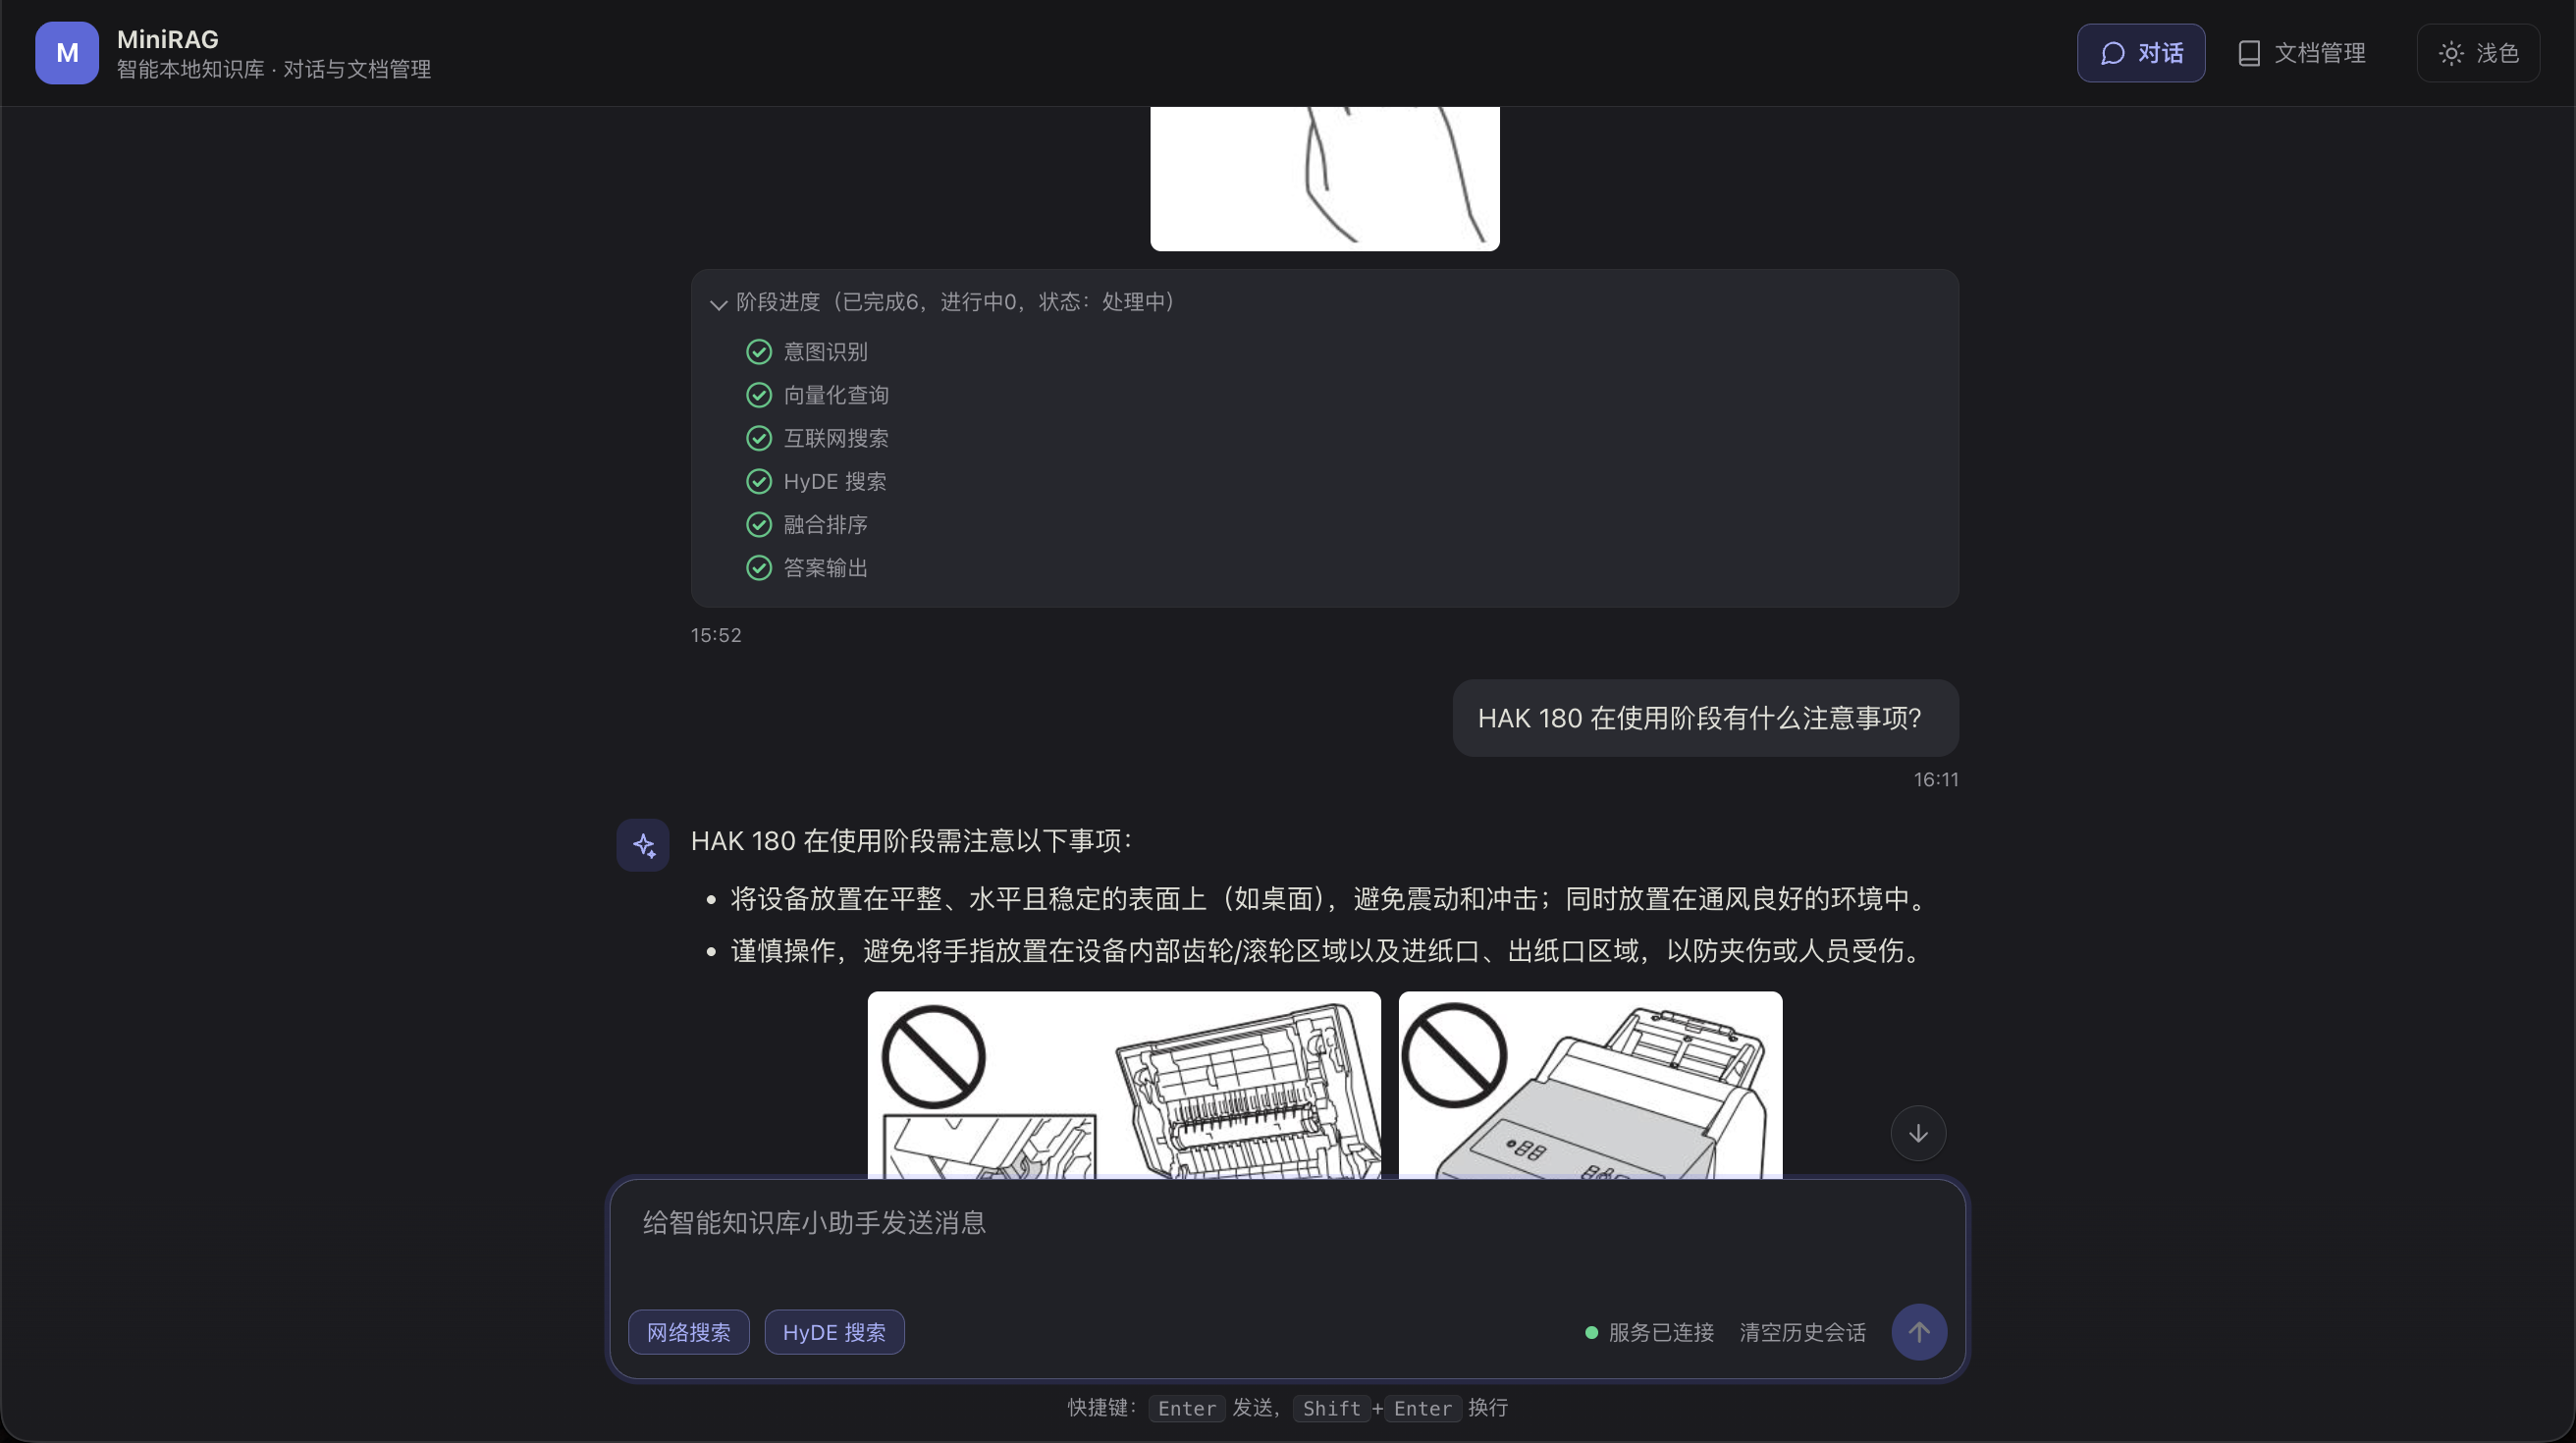 M
MiniRAG
智能本地知识库 · 对话与文档管理
对话
文档管理
浅色
阶段进度（已完成6，进行中0，状态：处理中）
意图识别
向量化查询
互联网搜索
HyDE 搜索
融合排序
答案输出
15:52
HAK 180 在使用阶段有什么注意事项?
16:11
HAK 180 在使用阶段需注意以下事项：
将设备放置在平整、水平且稳定的表面上（如桌面），避免震动和冲击；同时放置在通风良好的环境中。
谨慎操作，避免将手指放置在设备内部齿轮/滚轮区域以及进纸口、出纸口区域，以防夹伤或人员受伤。
给智能知识库小助手发送消息
网络搜索
HyDE 搜索
服务已连接
清空历史会话
快捷键： Enter 发送， Shift+Enter 换行